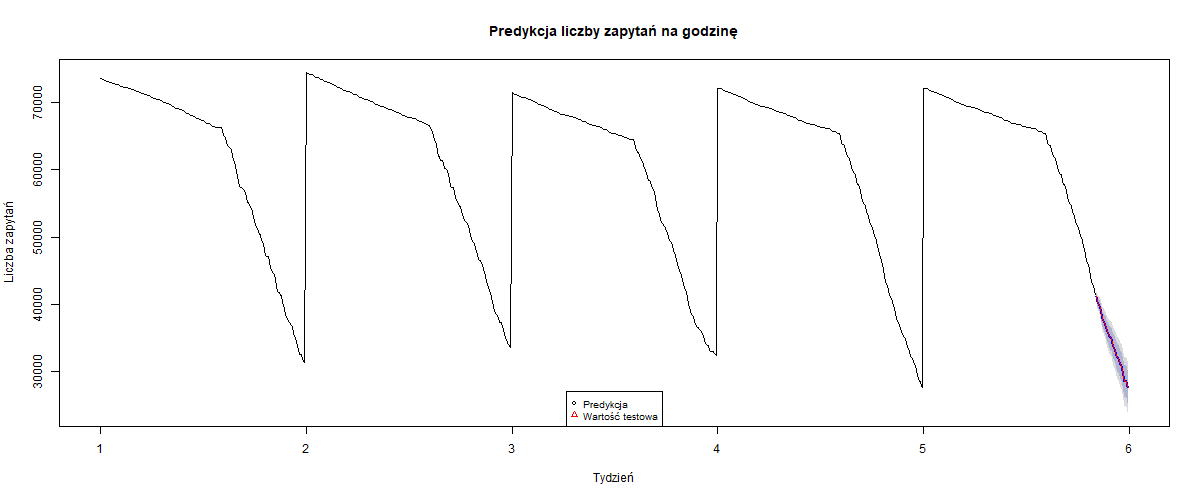 Predykcja liczby zapytań na godzinę
Liczba zapytań
70000
60000
50000
40000
30000
Predykcja
Wartość testowa
1 2 3 4 5 6
Tydzień